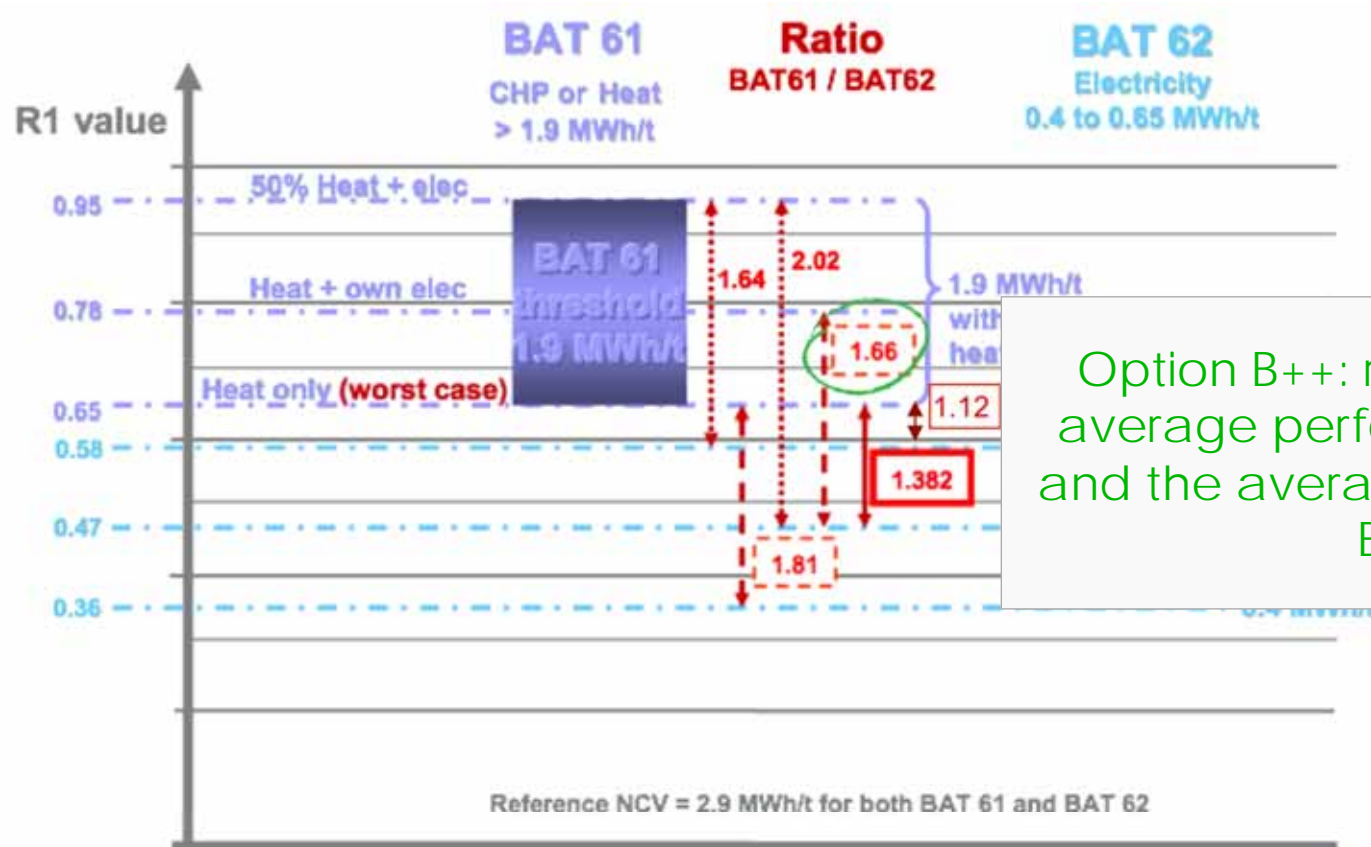 BAT 61
CHP or Heat
> 1.9 MWh/t
Ratio
BAT61 / BAT62
BAT 62
Electricity
0.4 to 0.65 MWh/t
R1 value
0.95
50% Heat + elec
BAT 61
threshold
1.9 MWh/t
1.64
2.02
Heat + own elec
0.78
1.9 MWh/t
with
heat
1.66
Heat only (worst case)
0.65
1.12
0.58
1.382
0.47
1.81
0.36
Option B++:
average
and the
Reference NCV = 2.9 MWh/t for both BAT 61 and BAT 62